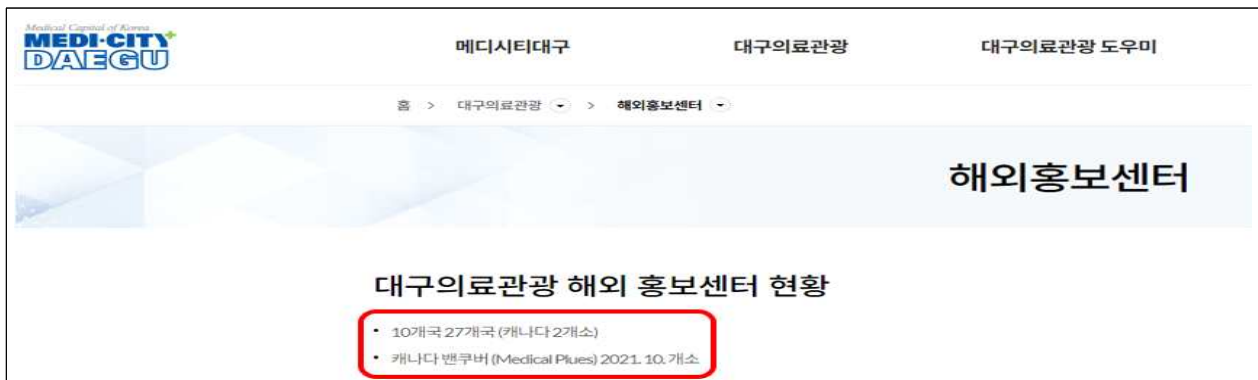 Medical Capital of Korea
MEDI·CITY
DAEGU
메디시티대구 대구의료관광 대구의료관광 도우미
홈 > 대구의료관광 > 해외홍보센터
해외홍보센터
대구의료관광 해외 홍보센터 현황
• 10개국 27개국 (캐나다 2개소)
• 캐나다 밴쿠버 (Medical Plues) 2021. 10. 개소